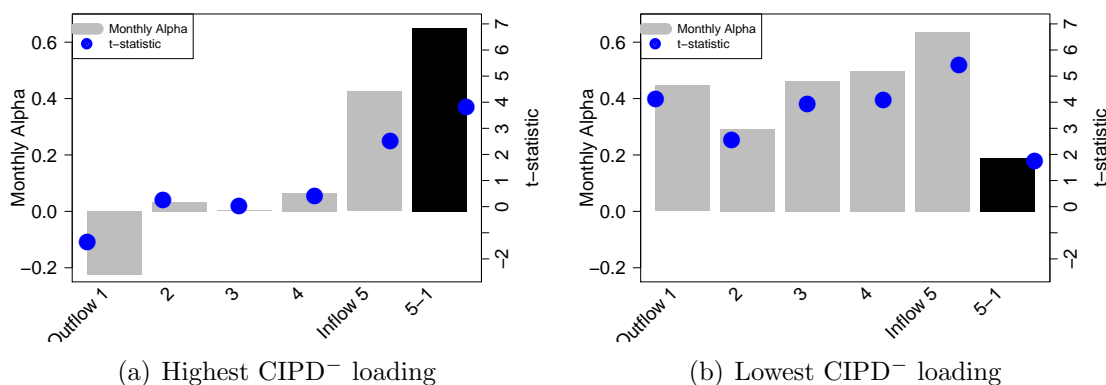 Monthly Alpha
t−statistic
Monthly Alpha
0.6
0.4
0.2
0.0
−0.2
7
6
5
4
3
2
1
0
−2
t−statistic
Outflow 1
2
3
4
Inflow 5
5−1
(a) Highest CIPD⁻ loading
Monthly Alpha
t−statistic
Monthly Alpha
0.6
0.4
0.2
0.0
−0.2
7
6
5
4
3
2
1
0
−2
t−statistic
Outflow 1
2
3
4
Inflow 5
5−1
(b) Lowest CIPD⁻ loading